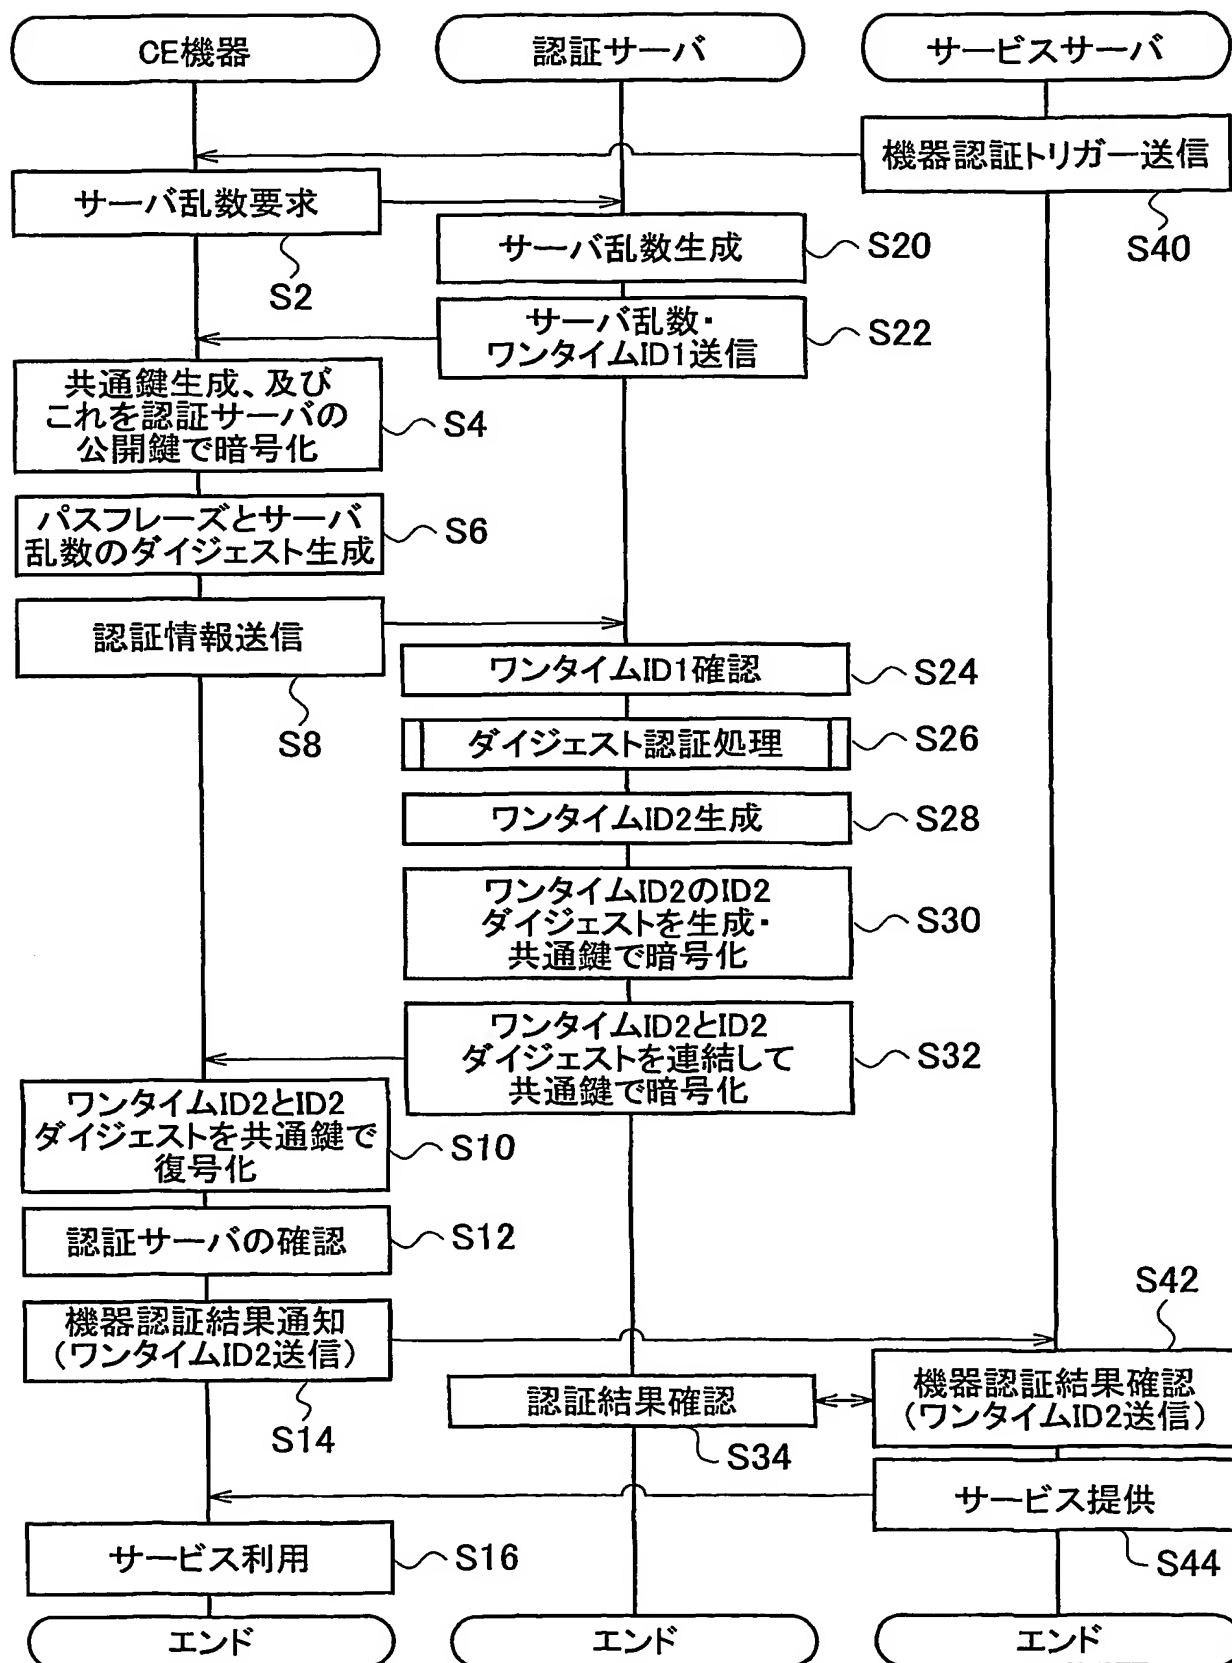 CE機器
認証サーバ
サービスサーバ
機器認証トリガー送信
S40
サーバ乱数要求
S2
サーバ乱数生成
S20
サーバ乱数・
ワンタイムID1送信
S22
共通鍵生成、及び
これを認証サーバの
公開鍵で暗号化
S4
パスフレーズとサーバ
乱数のダイジェスト生成
S6
認証情報送信
S8
ワンタイムID1確認
S24
ダイジェスト認証処理
S26
ワンタイムID2生成
S28
ワンタイムID2のID2
ダイジェストを生成・
共通鍵で暗号化
S30
ワンタイムID2とID2
ダイジェストを連結して
共通鍵で暗号化
S32
ワンタイムID2とID2
ダイジェストを共通鍵で
復号化
S10
認証サーバの確認
S12
機器認証結果通知
(ワンタイムID2送信)
S14
S42
機器認証結果確認
(ワンタイムID2送信)
認証結果確認
S34
サービス提供
S44
サービス利用
S16
エンド
エンド
エンド